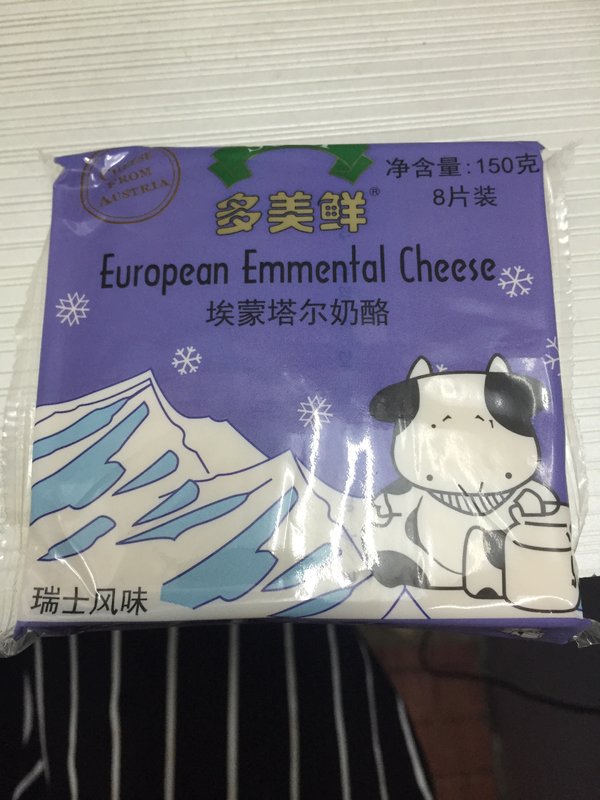 CHEESE
FROM
AUSTRIA
净含量:150克
8片装
多美鲜®
European Emmental Cheese
埃蒙塔尔奶酪
瑞士风味